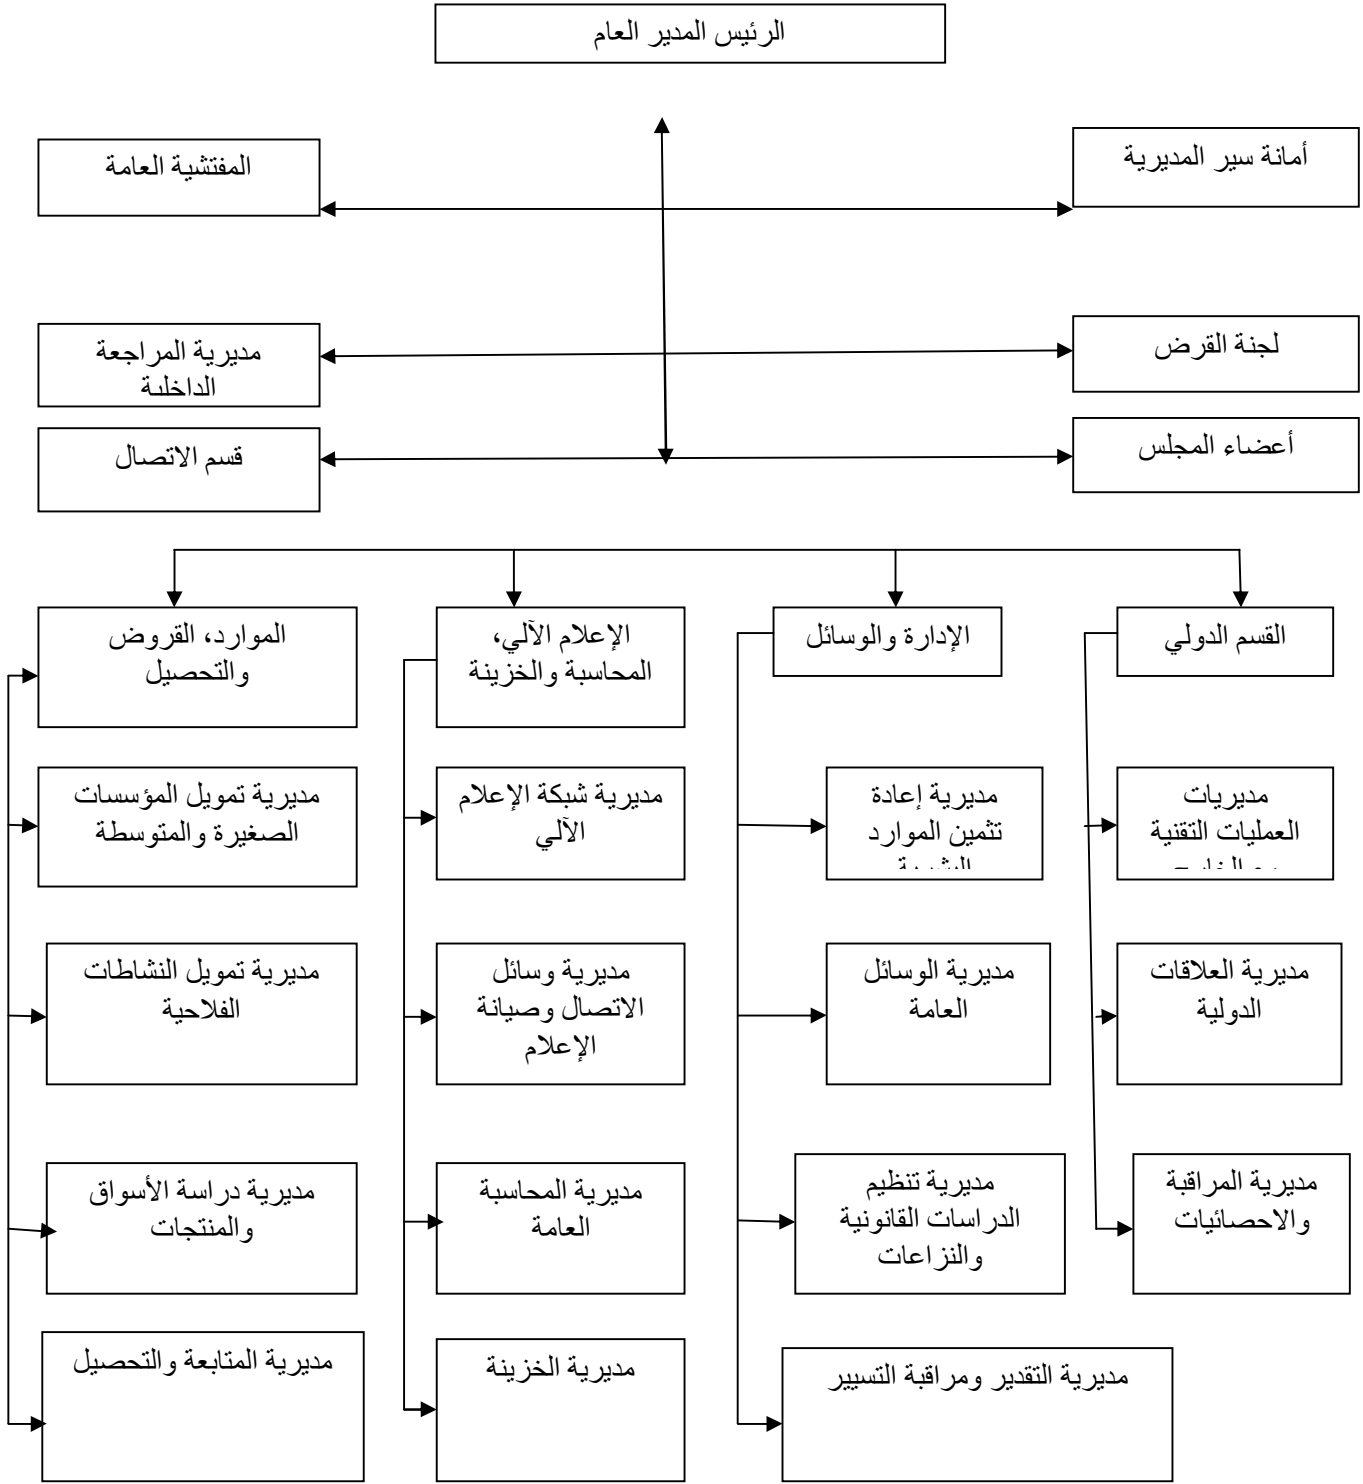 الرئيس المدير العام
أمانة سير المديرية
المفتشية العامة
لجنة القرض
مديرية المراجعة
الداخلية
أعضاء المجلس
قسم الاتصال
القسم الدولي
الإدارة والوسائل
الإعلام الآلي،
المحاسبة والخزينة
الموارد، القروض
والتحصيل
مديريات
العمليات التقنية
مديرية إعادة
تثمين الموارد
البشرية
مديرية شبكة الإعلام
الآلي
مديرية تمويل المؤسسات
الصغيرة والمتوسطة
مديرية العلاقات
الدولية
مديرية الوسائل
العامة
مديرية وسائل
الاتصال وصيانة
الإعلام
مديرية تمويل النشاطات
الفلاحية
مديرية المراقبة
والاحصائيات
مديرية تنظيم
الدراسات القانونية
والنزاعات
مديرية المحاسبة
العامة
مديرية دراسة الأسواق
والمنتجات
مديرية التقدير ومراقبة التسيير
مديرية الخزينة
مديرية المتابعة والتحصيل